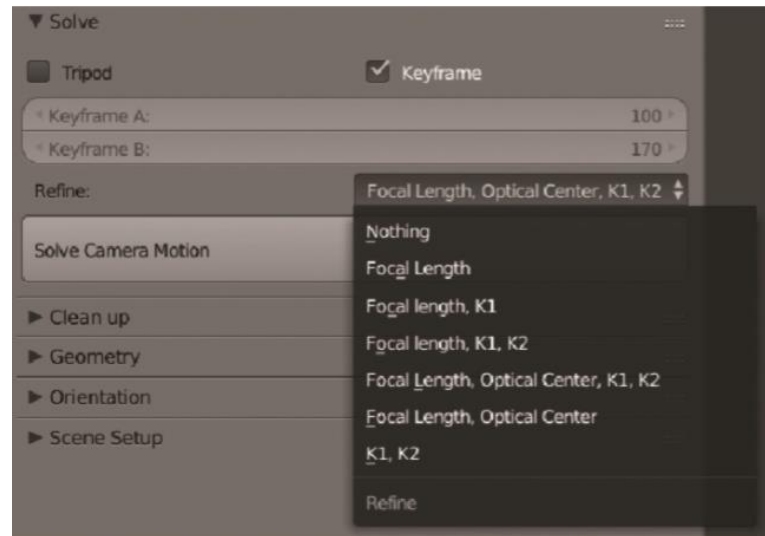 Solve
Tripod
Keyframe
Keyframe A: 100
Keyframe B: 170
Refine: Focal Length, Optical Center, K1, K2
Nothing
Solve Camera Motion
Focal Length
Focal length, K1
Clean up
Focal length, K1, K2
Geometry
Focal Length, Optical Center, K1, K2
Orientation
Focal Length, Optical Center
Scene Setup
K1, K2
Refine